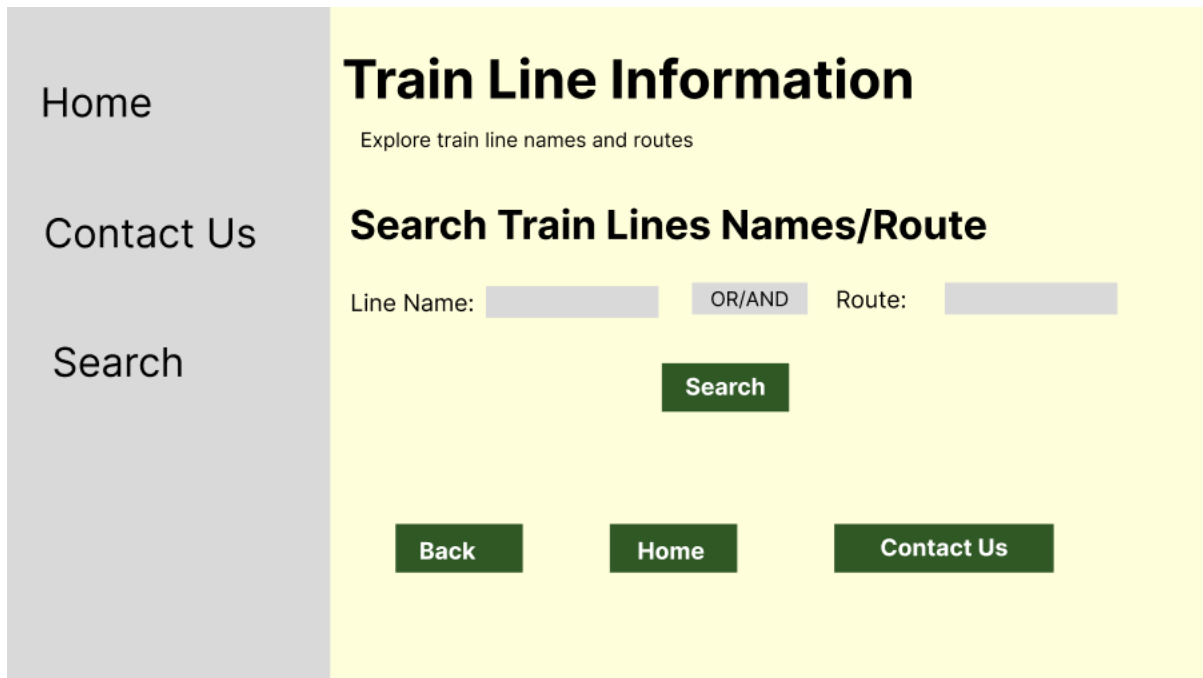 Home
Contact Us
Search
Train Line Information
Explore train line names and routes
Search Train Lines Names/Route
Line Name: OR/AND Route:
Search
Back Home Contact Us